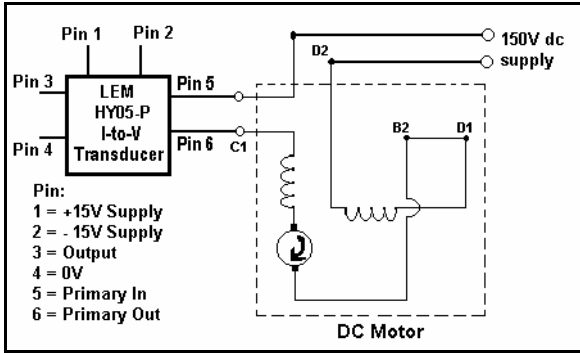 Pin 1
Pin 2
150V dc
supply
D2
Pin 3
LEM
HY05-P
I-to-V
Transducer
Pin 5
Pin 4
Pin 6
C1
B2
D1
Pin:
1 = +15V Supply
2 = - 15V Supply
3 = Output
4 = 0V
5 = Primary In
6 = Primary Out
DC Motor